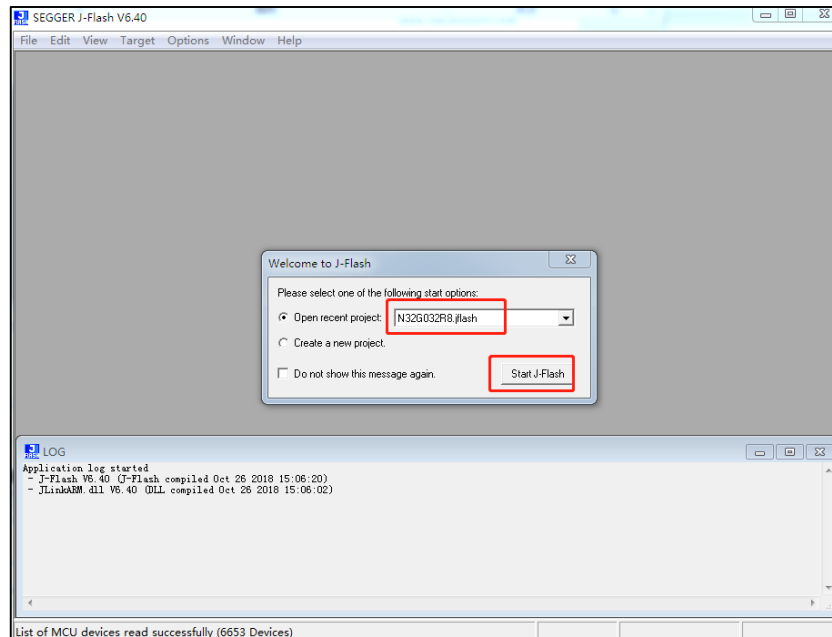 SEGGER J-Flash V6.40
File Edit View Target Options Window Help
Welcome to J-Flash
Please select one of the following start options:
Open recent project: N32G032R8.jflash
Create a new project.
Do not show this message again. Start J-Flash
LOG
Application log started
- J-Flash V6.40 (J-Flash compiled Oct 26 2018 15:06:20)
- JLinkARM.dll V6.40 (DLL compiled Oct 26 2018 15:06:02)
List of MCU devices read successfully (6653 Devices)